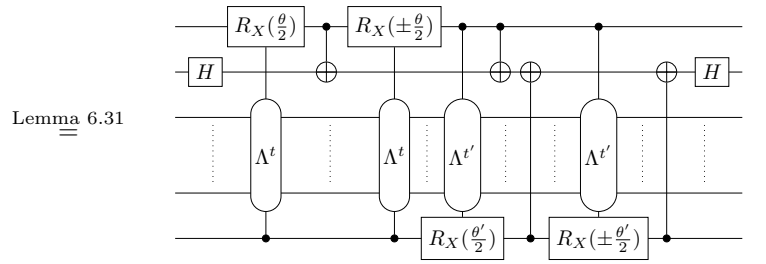 R_X(θ/2) R_X(±θ/2)
H H
Lemma 6.31
=
Λ^t Λ^t Λ^{t'} Λ^{t'}
R_X(θ'/2) R_X(±θ'/2)